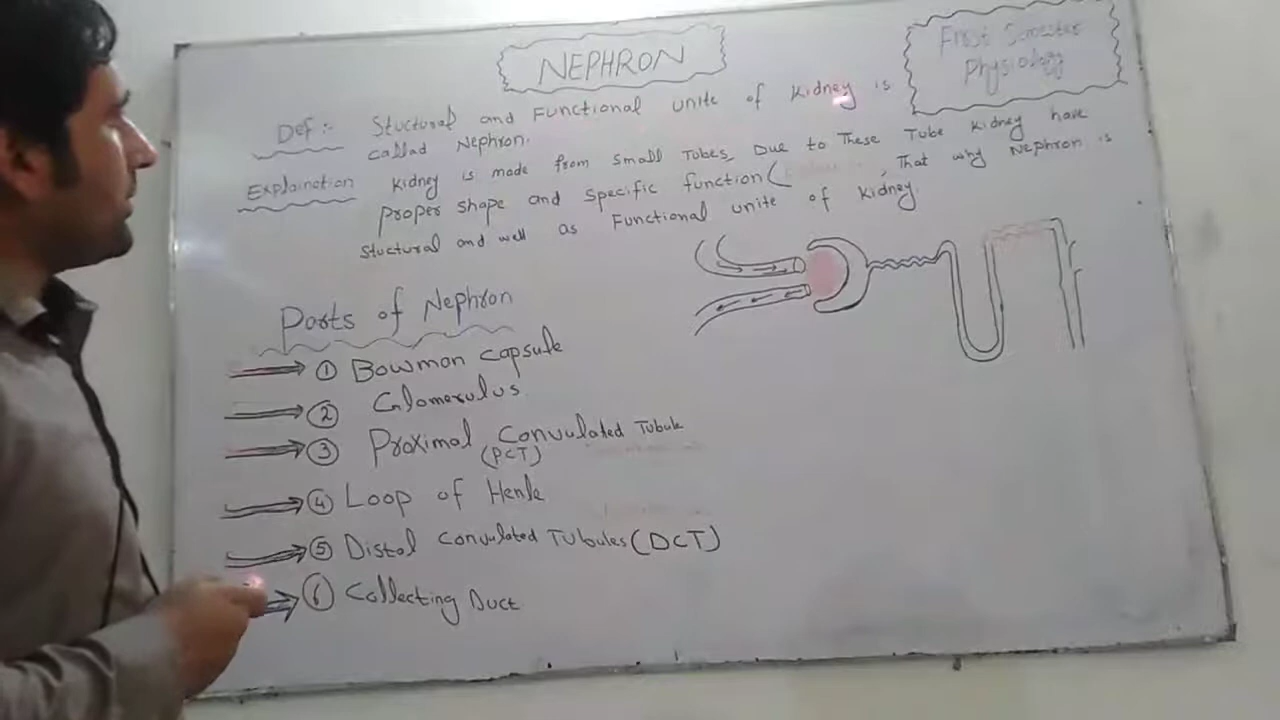 NEPHRON
First Semester
Physiology
Def:- Stuctural and Functional unite of kidney is
callad Nephron.
Explaination kidney is made from small Tubes, Due to These Tube kidney have
proper shape and specific function( , That why Nephron is
stuctural and well as Functional unite of kidney.
Parts of Nephron
① Bowmon capsule
② Glomerulus
③ Proximal convulated Tubule
(PCT)
④ Loop of Henle
⑤ Distal convulated Tubules (DCT)
⑥ Collecting Duct